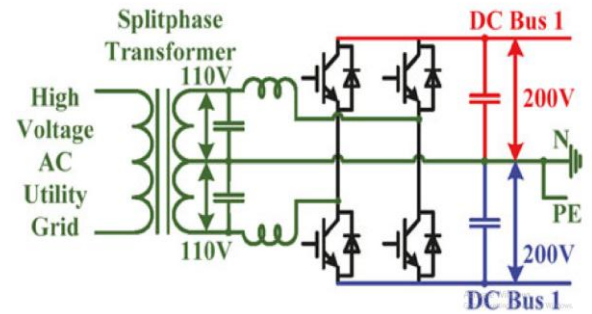 Splitphase
Transformer
DC Bus 1
110V
High
Voltage
AC
Utility
Grid
200V
N
PE
110V
200V
DC Bus 1